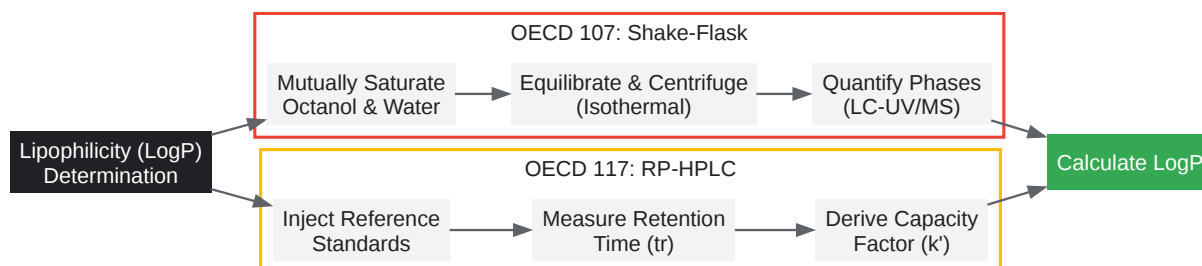 OECD 107: Shake-Flask
Mutually Saturate
Octanol & Water
Equilibrate & Centrifuge
(Isothermal)
Quantify Phases
(LC-UV/MS)
Lipophilicity (LogP)
Determination
Calculate LogP
OECD 117: RP-HPLC
Inject Reference
Standards
Measure Retention
Time (tr)
Derive Capacity
Factor (k')